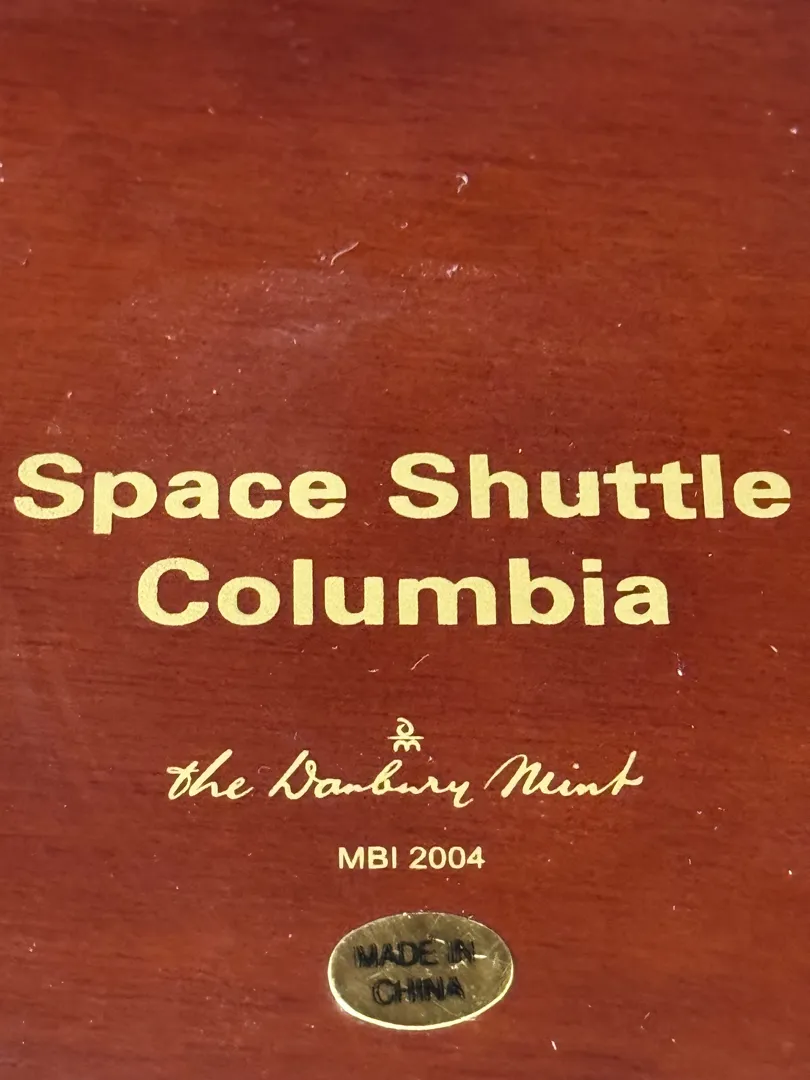 Space Shuttle
Columbia
the Danbury Mint
MBI 2004
MADE IN
CHINA